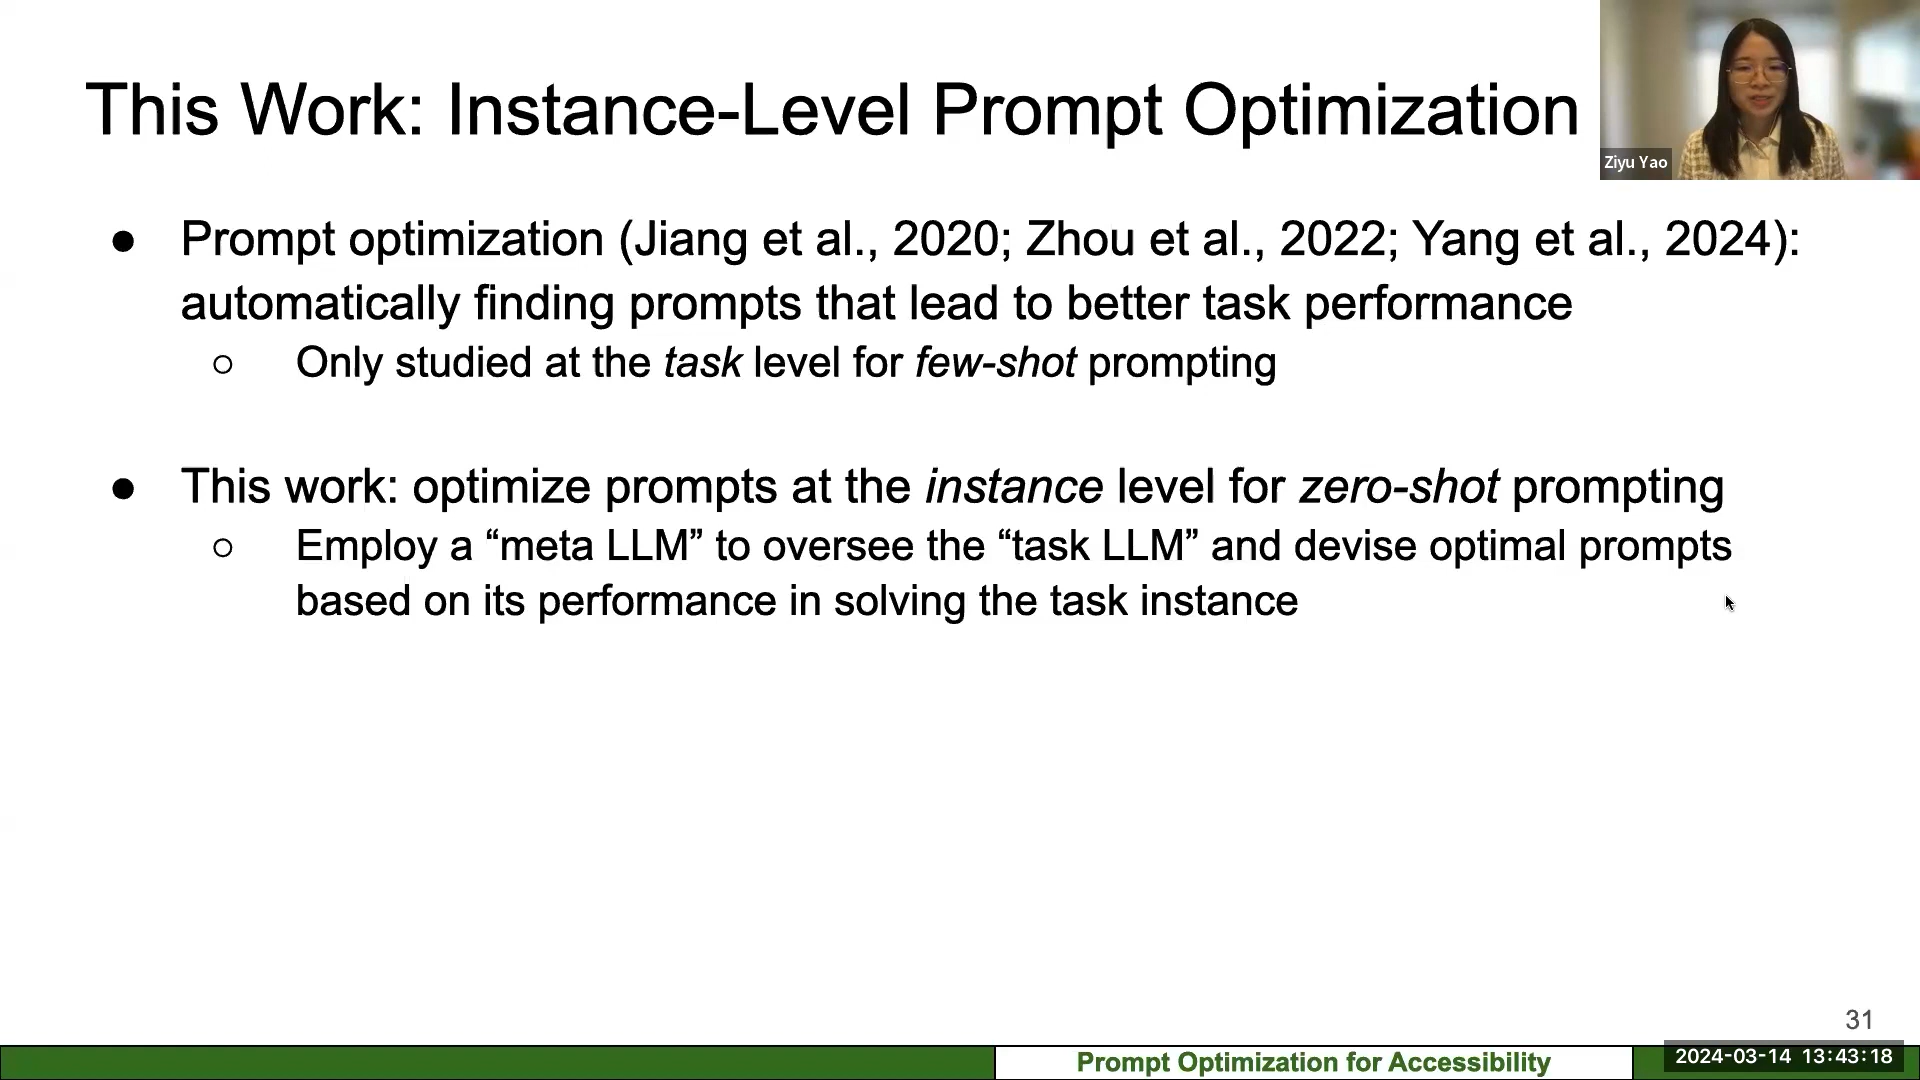 This Work: Instance-Level Prompt Optimization
Ziyu Yao
● Prompt optimization (Jiang et al., 2020; Zhou et al., 2022; Yang et al., 2024):
automatically finding prompts that lead to better task performance
○ Only studied at the task level for few-shot prompting
● This work: optimize prompts at the instance level for zero-shot prompting
○ Employ a “meta LLM” to oversee the “task LLM” and devise optimal prompts
based on its performance in solving the task instance
31
Prompt Optimization for Accessibility
2024-03-14 13:43:18